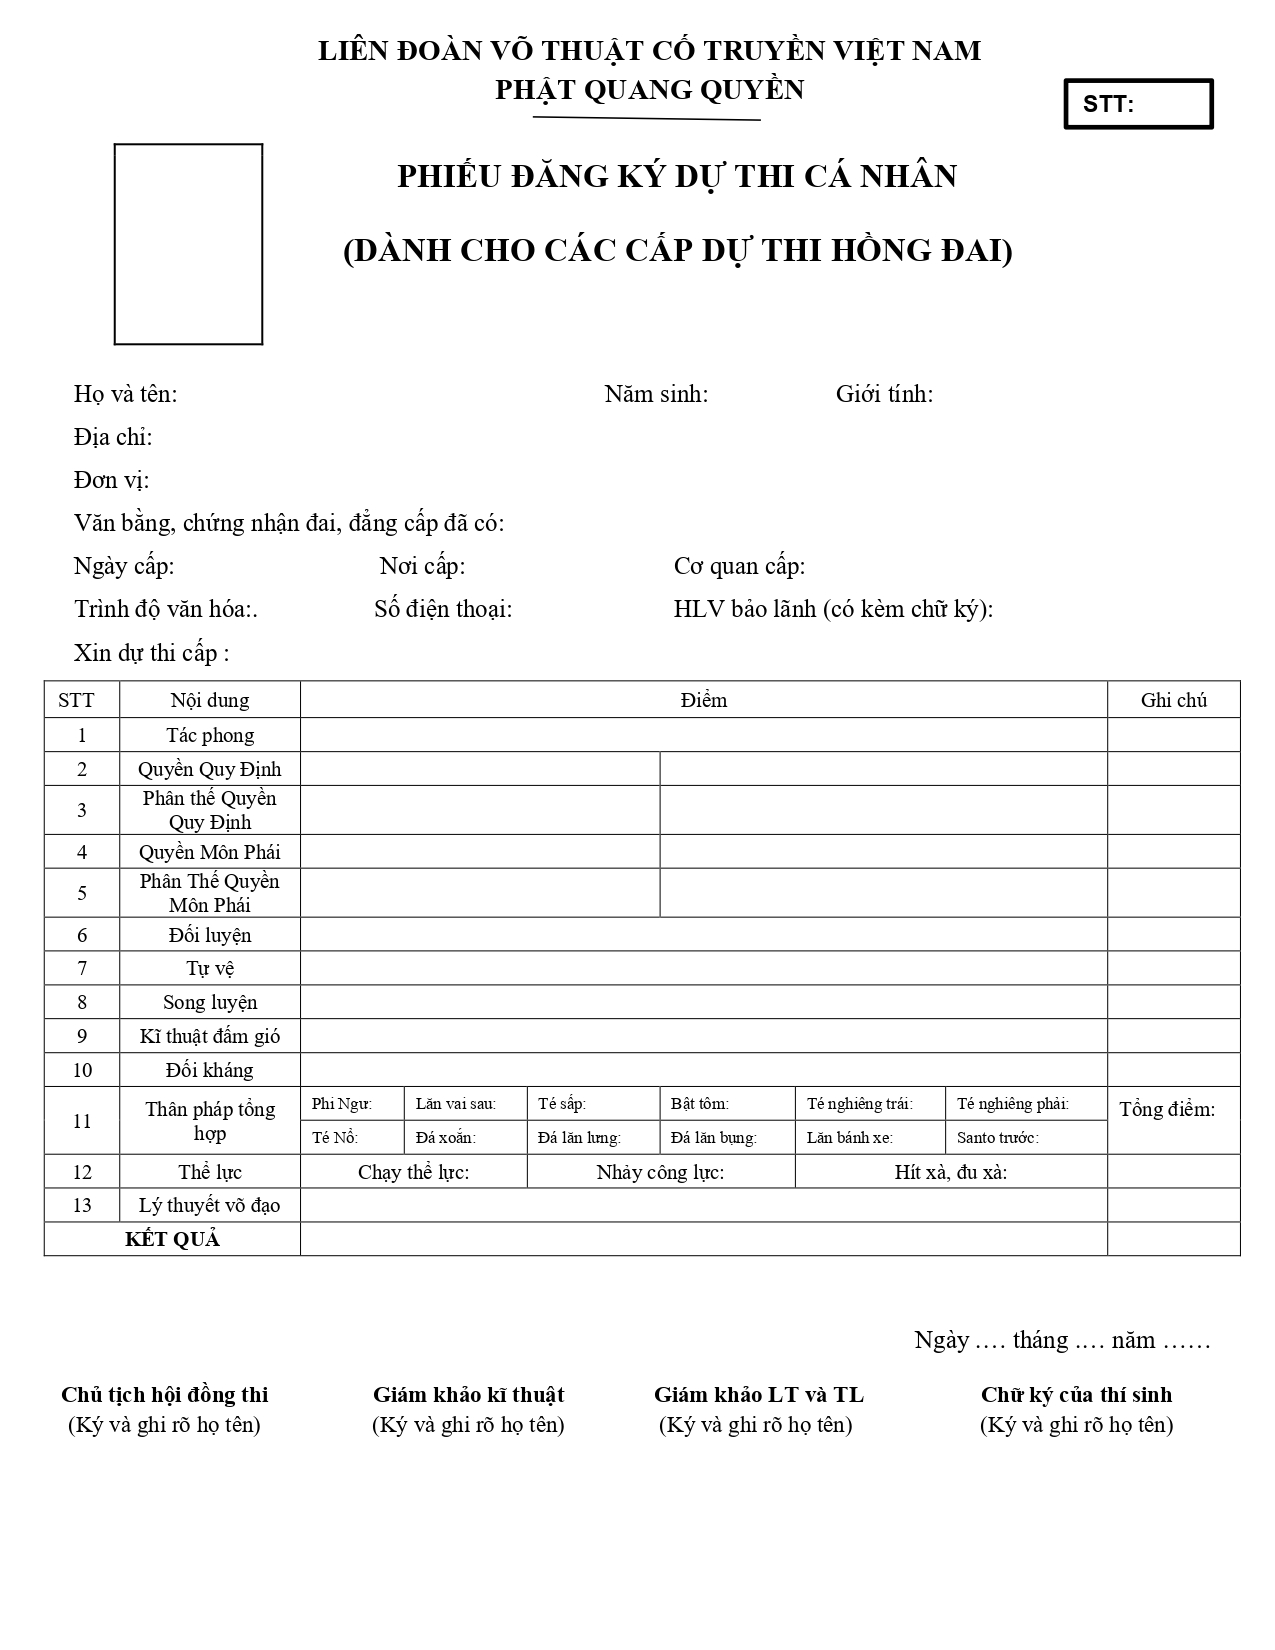 LIÊN ĐOÀN VÕ THUẬT CỔ TRUYỀN VIỆT NAM
PHẬT QUANG QUYỀN
STT:
PHIẾU ĐĂNG KÝ DỰ THI CÁ NHÂN
(DÀNH CHO CÁC CẤP DỰ THI HỒNG ĐAI)
Họ và tên: Năm sinh: Giới tính:
Địa chỉ:
Đơn vị:
Văn bằng, chứng nhận đai, đẳng cấp đã có:
Ngày cấp: Nơi cấp: Cơ quan cấp:
Trình độ văn hóa:. Số điện thoại: HLV bảo lãnh (có kèm chữ ký):
Xin dự thi cấp :
STT Nội dung Điểm Ghi chú
1 Tác phong
2 Quyền Quy Định
3 Phân thế Quyền
Quy Định
4 Quyền Môn Phái
5 Phân Thế Quyền
Môn Phái
6 Đối luyện
7 Tự vệ
8 Song luyện
9 Kĩ thuật đấm gió
10 Đối kháng
11 Thân pháp tổng
hợp
Phi Ngư: Lăn vai sau: Té sấp: Bật tôm: Té nghiêng trái: Té nghiêng phải: Tổng điểm:
Té Nổ: Đá xoắn: Đá lăn lưng: Đá lăn bụng: Lăn bánh xe: Santo trước:
12 Thể lực Chạy thể lực: Nhảy công lực: Hít xà, đu xà:
13 Lý thuyết võ đạo
KẾT QUẢ
Ngày …. tháng …. năm ……
Chủ tịch hội đồng thi Giám khảo kĩ thuật Giám khảo LT và TL Chữ ký của thí sinh
(Ký và ghi rõ họ tên) (Ký và ghi rõ họ tên) (Ký và ghi rõ họ tên) (Ký và ghi rõ họ tên)